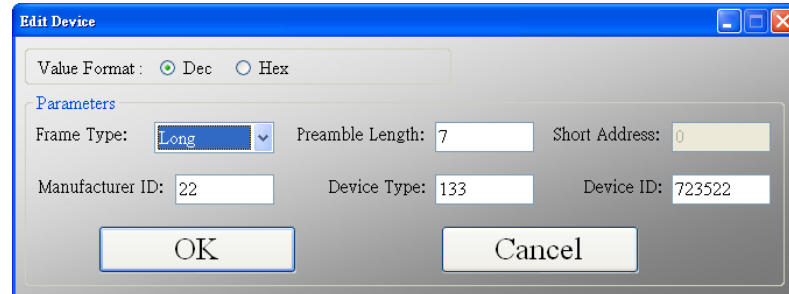 Edit Device
Value Format : Dec Hex
Parameters
Frame Type: Long Preamble Length: 7 Short Address: 0
Manufacturer ID: 22 Device Type: 133 Device ID: 723522
OK Cancel